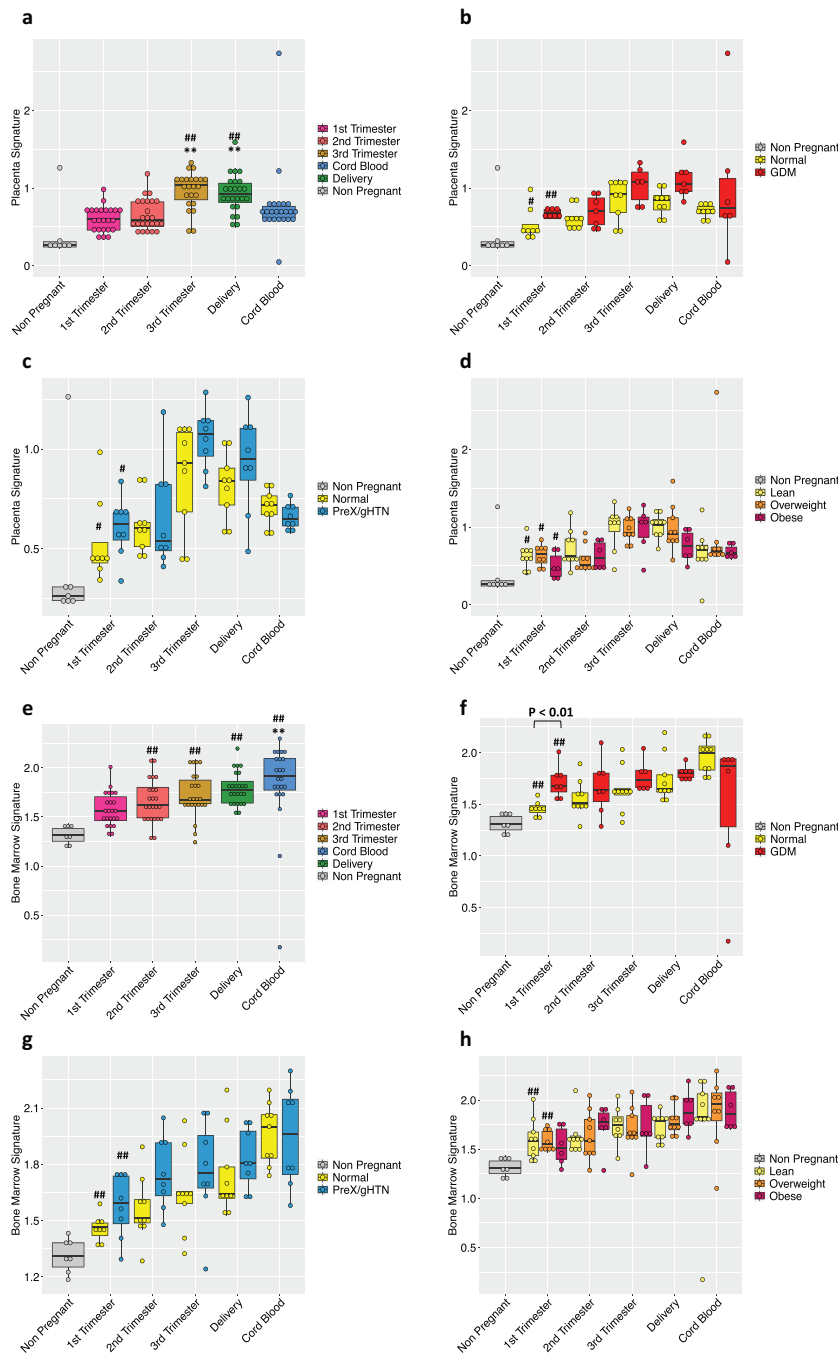 a
Placenta Signature
2
1
0
##
**
##
**
Non Pregnant
1st Trimester
2nd Trimester
3rd Trimester
Delivery
Cord Blood
1st Trimester
2nd Trimester
3rd Trimester
Cord Blood
Delivery
Non Pregnant
b
Placenta Signature
2
1
0
#
##
Non Pregnant
1st Trimester
2nd Trimester
3rd Trimester
Delivery
Cord Blood
Non Pregnant
Normal
GDM
c
Placenta Signature
1.0
0.5
#
#
Non Pregnant
1st Trimester
2nd Trimester
3rd Trimester
Delivery
Cord Blood
Non Pregnant
Normal
PreX/gHTN
d
Placenta Signature
2
1
0
#
#
#
Non Pregnant
1st Trimester
2nd Trimester
3rd Trimester
Delivery
Cord Blood
Non Pregnant
Lean
Overweight
Obese
e
Bone Marrow Signature
2.0
1.5
1.0
0.5
##
##
##
##
**
Non Pregnant
1st Trimester
2nd Trimester
3rd Trimester
Delivery
Cord Blood
1st Trimester
2nd Trimester
3rd Trimester
Cord Blood
Delivery
Non Pregnant
f
Bone Marrow Signature
2.0
1.5
1.0
0.5
P < 0.01
##
##
Non Pregnant
1st Trimester
2nd Trimester
3rd Trimester
Delivery
Cord Blood
Non Pregnant
Normal
GDM
g
Bone Marrow Signature
2.1
1.8
1.5
1.2
##
##
Non Pregnant
1st Trimester
2nd Trimester
3rd Trimester
Delivery
Cord Blood
Non Pregnant
Normal
PreX/gHTN
h
Bone Marrow Signature
2.0
1.5
1.0
0.5
##
##
Non Pregnant
1st Trimester
2nd Trimester
3rd Trimester
Delivery
Cord Blood
Non Pregnant
Lean
Overweight
Obese